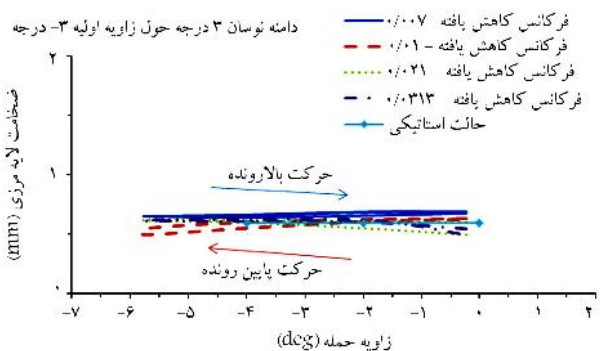 دامنه نوسان ۳ درجه حول زاویه اولیه ۳- درجه
فرکانس کاهش یافته ۰/۰۰۷
فرکانس کاهش یافته - ۰/۰۱
فرکانس کاهش یافته ۰/۰۲۱
فرکانس کاهش یافته ۰/۰۳۱۳
حالت استاتیکی
ضخامت لایه مرزی (mm)
۲
۱
۰
حرکت بالارونده
حرکت پایین رونده
-۷ -۶ -۵ -۴ -۳ -۲ -۱ ۰ ۱ ۲
زاویه حمله (deg)